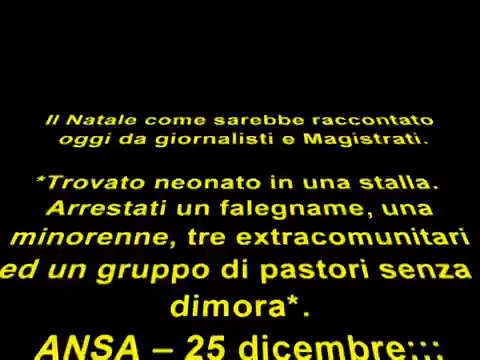 Il Natale come sarebbe raccontato
oggi da giornalisti e Magistrati.
*Trovato neonato in una stalla.
Arrestati un falegname, una
minorenne, tre extracomunitari
ed un gruppo di pastori senza
dimora*.
ANSA – 25 dicembre;;;